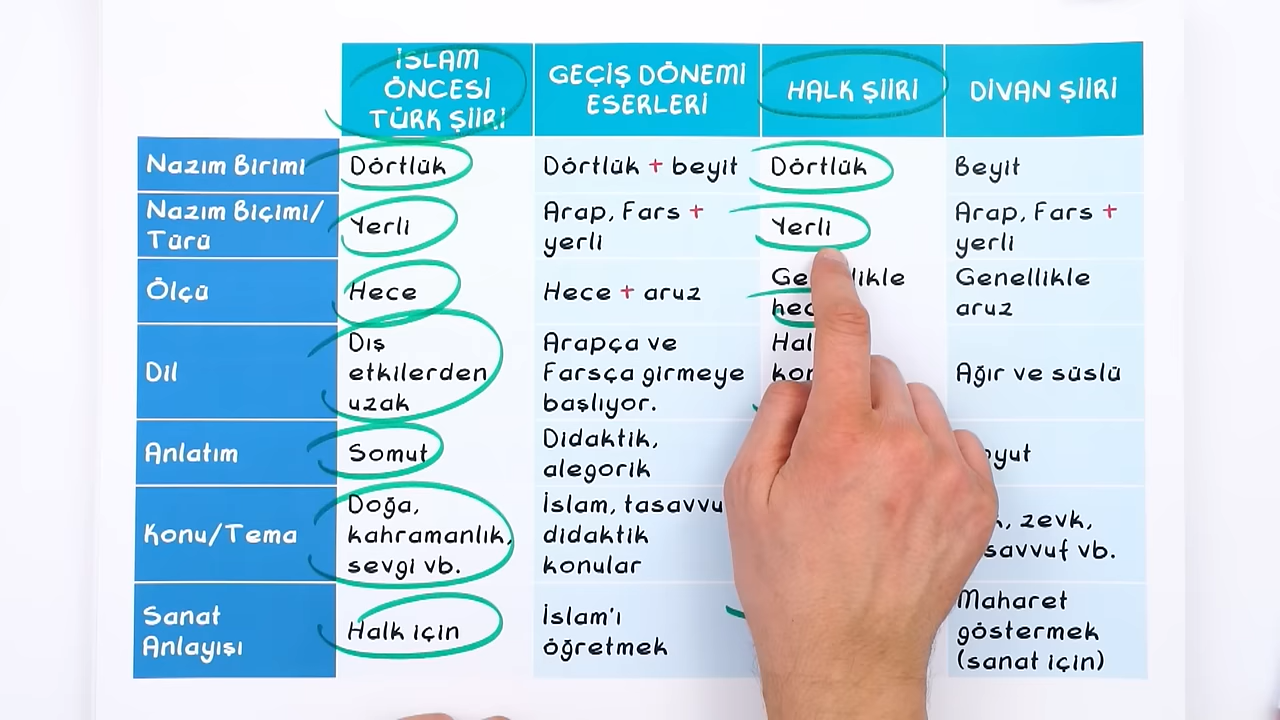 İSLAM
ÖNCESİ
TÜRK ŞİİRİ
GEÇİŞ DÖNEMİ
ESERLERİ
HALK ŞİİRİ
DİVAN ŞİİRİ
Nazım Birimi
Dörtlük
Dörtlük + beyit
Dörtlük
Beyit
Nazım Biçimi/
Türü
Yerli
Arap, Fars +
yerli
Yerli
Arap, Fars +
yerli
Ölçü
Hece
Hece + aruz
Genellikle
aruz
Dil
Dış
etkilerden
uzak
Arapça ve
Farsça girmeye
başlıyor.
Ağır ve süslü
Anlatım
Somut
Didaktik,
alegorik
Konu/Tema
Doğa,
kahramanlık,
sevgi vb.
İslam,
didaktik
konular
zevk,
vb.
Sanat
Anlayışı
Halk için
İslam'ı
öğretmek
Maharet
göstermek
(sanat için)